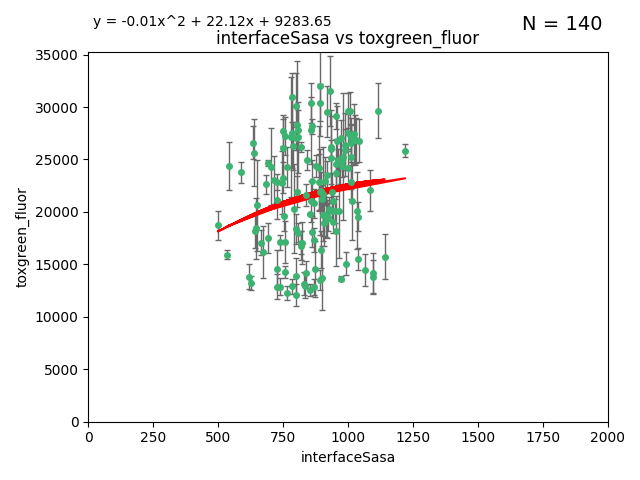 y = -0.01x^2 + 22.12x + 9283.65
N = 140
interfaceSasa vs toxgreen_fluor
35000
30000
25000
20000
15000
10000
5000
0
toxgreen_fluor
0 250 500 750 1000 1250 1500 1750 2000
interfaceSasa